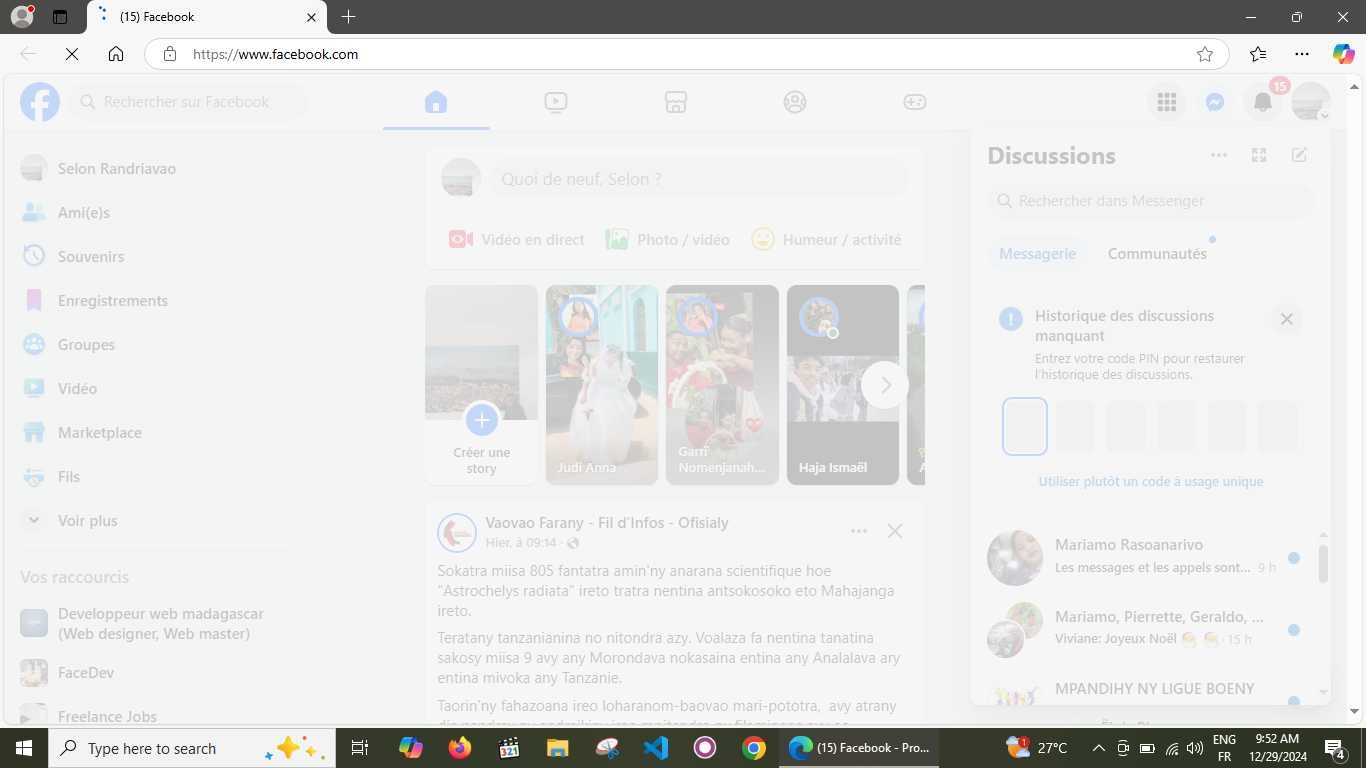 (15) Facebook
https://www.facebook.com
Rechercher sur Facebook
15
Selon Randriavao
Ami(e)s
Souvenirs
Enregistrements
Groupes
Vidéo
Marketplace
Fils
Voir plus
Vos raccourcis
Developpeur web madagascar
(Web designer, Web master)
FaceDev
Freelance Jobs
Quoi de neuf, Selon ?
Vidéo en direct
Photo / vidéo
Humeur / activité
Créer une
story
Judi Anna
Garri
Nomenjanah...
Haja Ismaël
Vaovao Farany - Fil d'Infos - Ofisialy
Hier, à 09:14 ·
Sokatra miisa 805 fantatra amin'ny anarana scientifique hoe
"Astrochelys radiata" ireto tratra nentina antsokosoko eto Mahajanga
ireto.
Teratany tanzanianina no nitondra azy. Voalaza fa nentina tanatina
sakosy miisa 9 avy any Morondava nokasaina entina any Analalava ary
entina mivoka any Tanzanie.
Taorin'ny fahazoana ireo loharanom-baovao mari-pototra, avy atrany
Discussions
Rechercher dans Messenger
Messagerie
Communautés
Historique des discussions
manquant
Entrez votre code PIN pour restaurer
l'historique des discussions.
Utiliser plutôt un code à usage unique
Mariamo Rasoanarivo
Les messages et les appels sont... 9 h
Mariamo, Pierrette, Geraldo, ...
Viviane: Joyeux Noël 🎅 🎅 · 15 h
MPANDIHY NY LIGUE BOENY
Type here to search
321
(15) Facebook - Pro...
1
27°C
ENG
FR
9:52 AM
12/29/2024
4